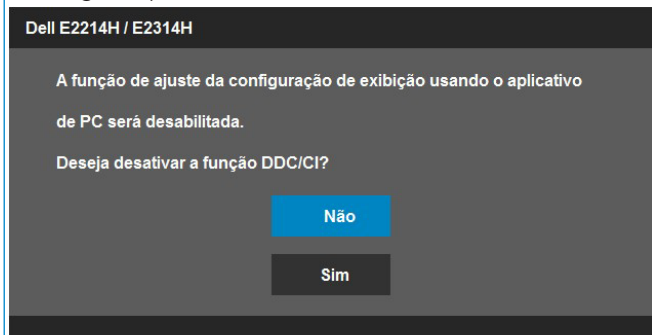 Dell E2214H / E2314H
A função de ajuste da configuração de exibição usando o aplicativo
de PC será desabilitada.
Deseja desativar a função DDC/CI?
Não
Sim